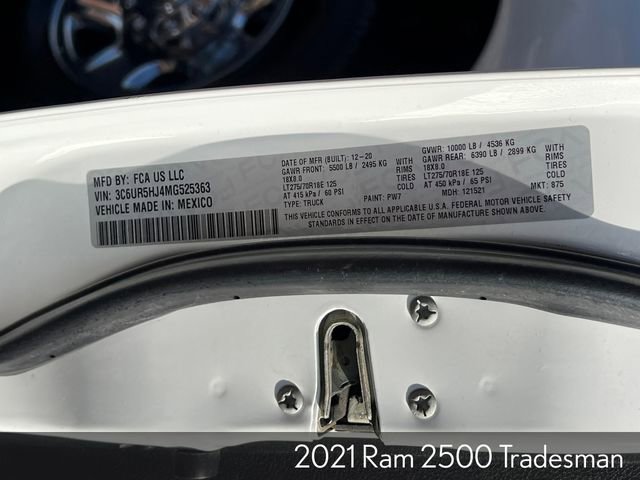 MFD BY: FCA US LLC
VIN: 3C6UR5HJ4MG525363
VEHICLE MADE IN: MEXICO
DATE OF MFR (BUILT): 12-20
GAWR FRONT: 5500 LB / 2495 KG
18X8.0 WITH
LT275/70R18E 125 TIRES
AT 415 kPa / 60 PSI COLD
TYPE: TRUCK
PAINT: PW7
GVWR: 10000 LB / 4536 KG
GAWR REAR: 6390 LB / 2899 KG
18X8.0 WITH
LT275/70R18E 125 TIRES
AT 450 kPa / 65 PSI COLD
MDH: 121521 MKT: 875
THIS VEHICLE CONFORMS TO ALL APPLICABLE U.S.A. FEDERAL MOTOR VEHICLE SAFETY
STANDARDS IN EFFECT ON THE DATE OF MANUFACTURE SHOWN ABOVE.
2021 Ram 2500 Tradesman